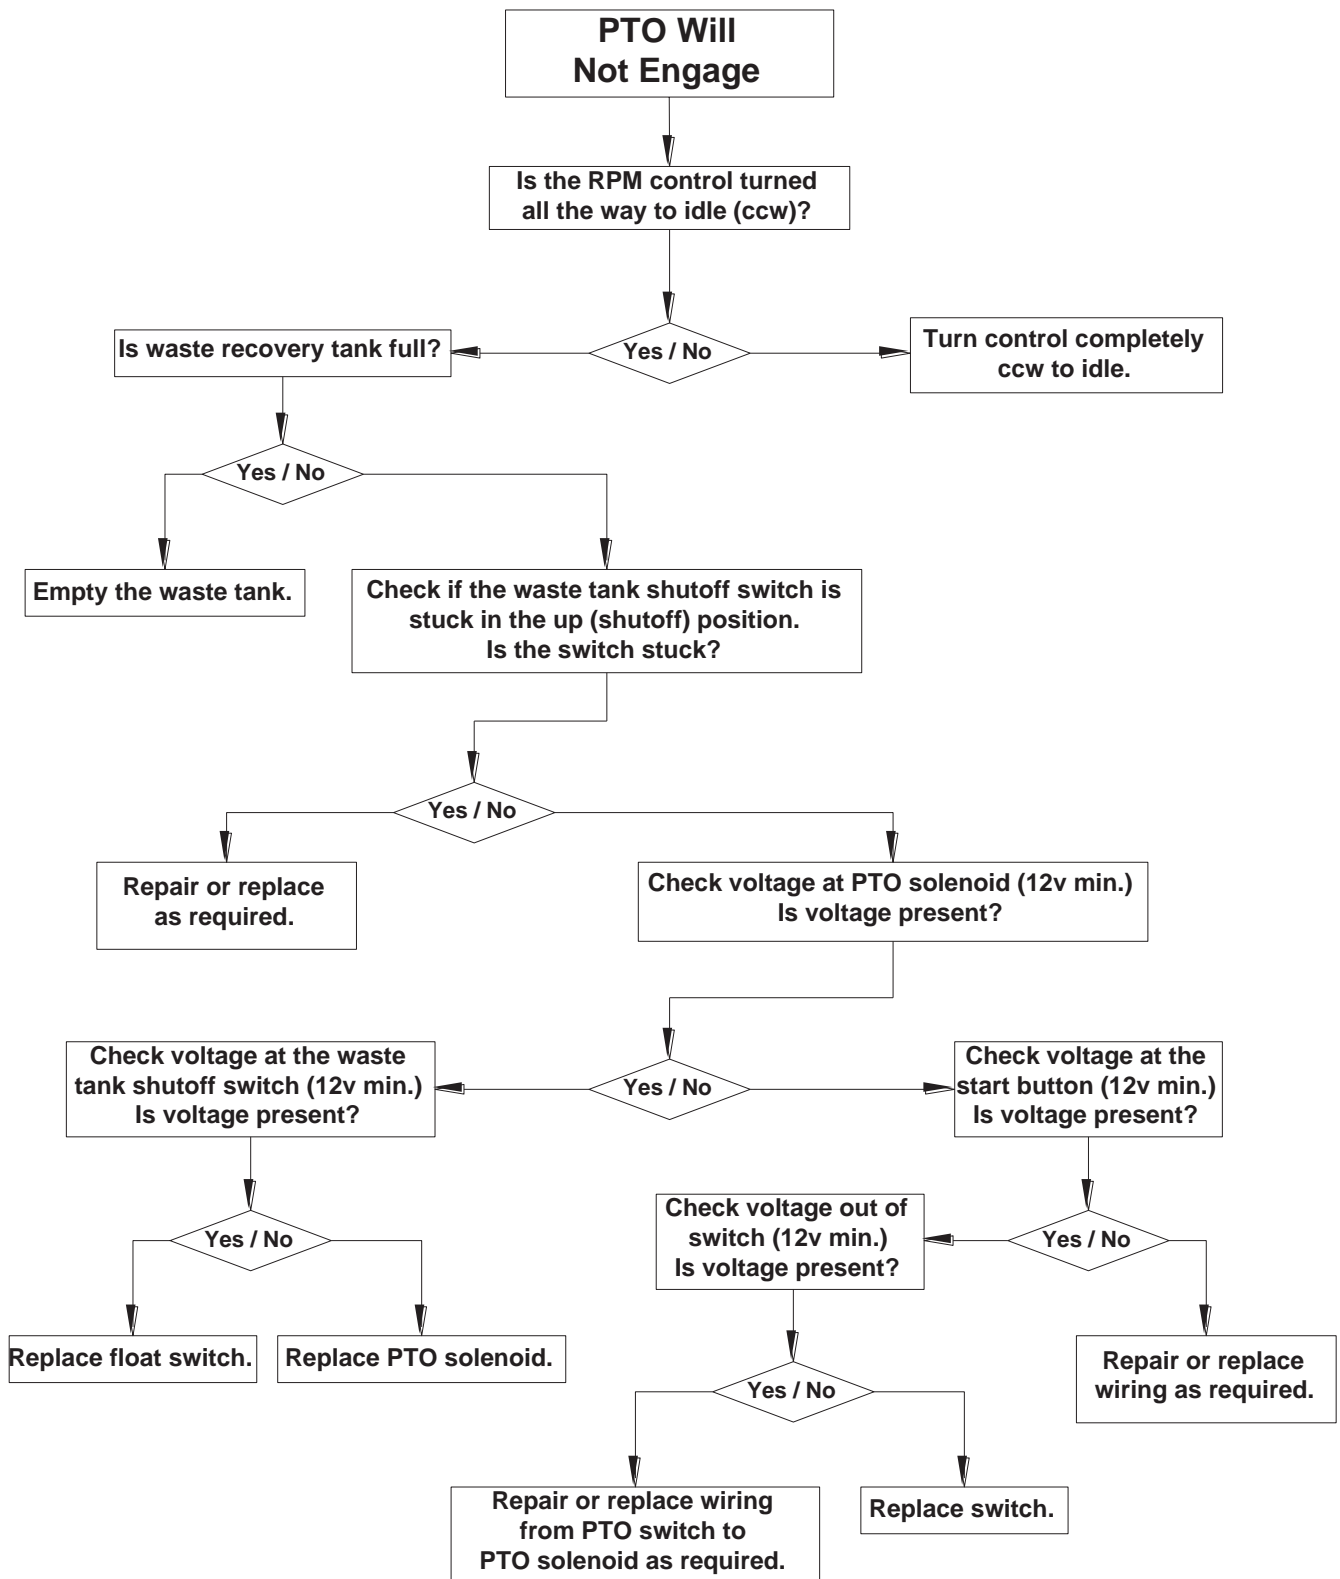 PTO Will
Not Engage
Is the RPM control turned
all the way to idle (ccw)?
Is waste recovery tank full?
Yes / No
Turn control completely
ccw to idle.
Yes / No
Empty the waste tank.
Check if the waste tank shutoff switch is
stuck in the up (shutoff) position.
Is the switch stuck?
Yes / No
Repair or replace
as required.
Check voltage at PTO solenoid (12v min.)
Is voltage present?
Check voltage at the waste
tank shutoff switch (12v min.)
Is voltage present?
Yes / No
Check voltage at the
start button (12v min.)
Is voltage present?
Yes / No
Check voltage out of
switch (12v min.)
Is voltage present?
Yes / No
Replace float switch.
Replace PTO solenoid.
Yes / No
Repair or replace
wiring as required.
Repair or replace wiring
from PTO switch to
PTO solenoid as required.
Replace switch.